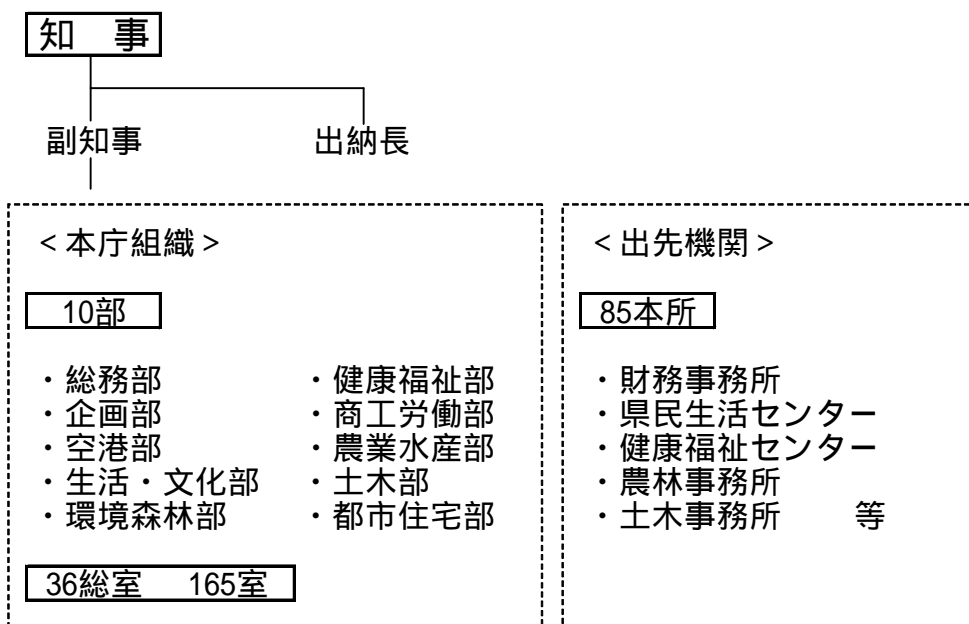 知　事
副知事　出納長
＜本庁組織＞
10部
・総務部　・健康福祉部
・企画部　・商工労働部
・空港部　・農業水産部
・生活・文化部　・土木部
・環境森林部　・都市住宅部
36総室　165室
＜出先機関＞
85本所
・財務事務所
・県民生活センター
・健康福祉センター
・農林事務所
・土木事務所　等